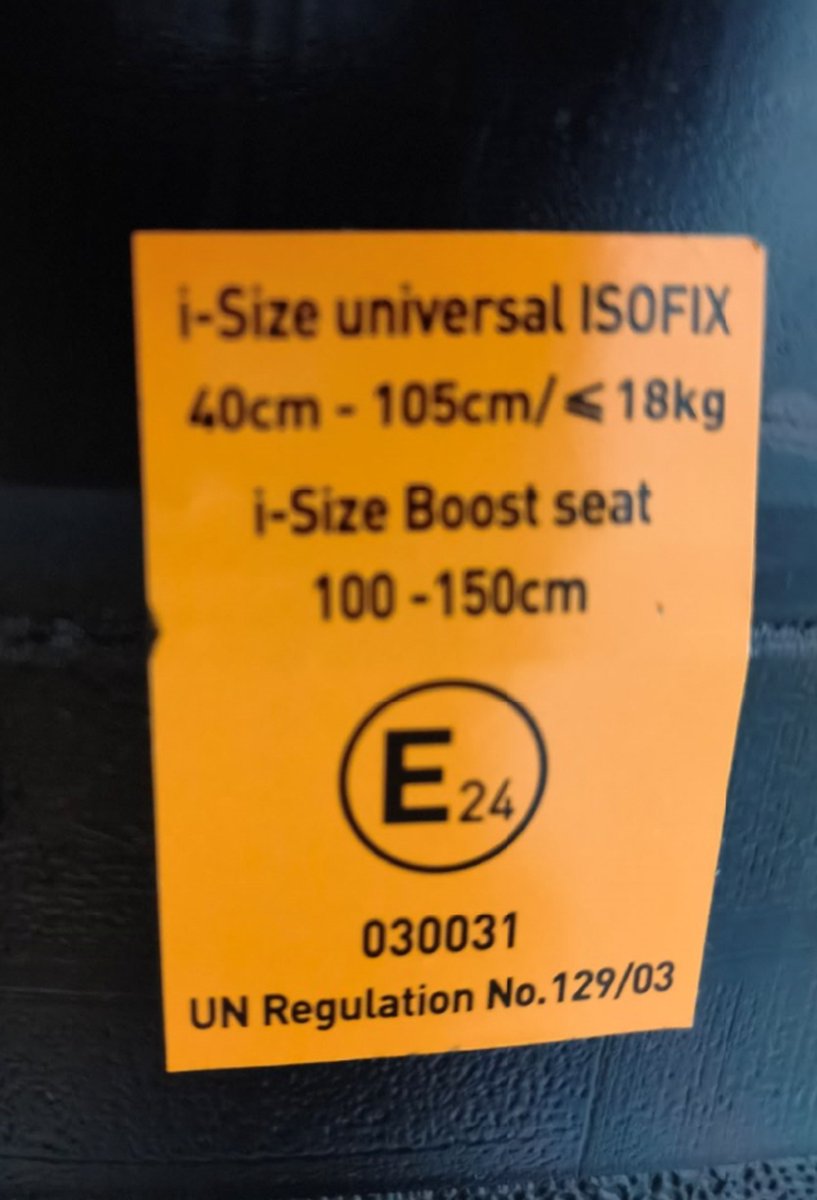 i-Size universal ISOFIX
40cm - 105cm/⩽18kg
i-Size Boost seat
100 -150cm
E24
030031
UN Regulation No.129/03